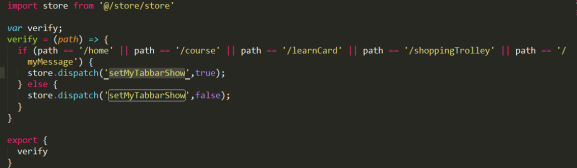 import store from '@/store/store'
var verify;
verify = (path) => {
if (path == '/home' || path == '/course' || path == '/learnCard' || path == '/shoppingTrolley' || path == '/
myMessage') {
store.dispatch('setMyTabbarShow',true);
} else {
store.dispatch('setMyTabbarShow',false);
}
}
export {
verify
}